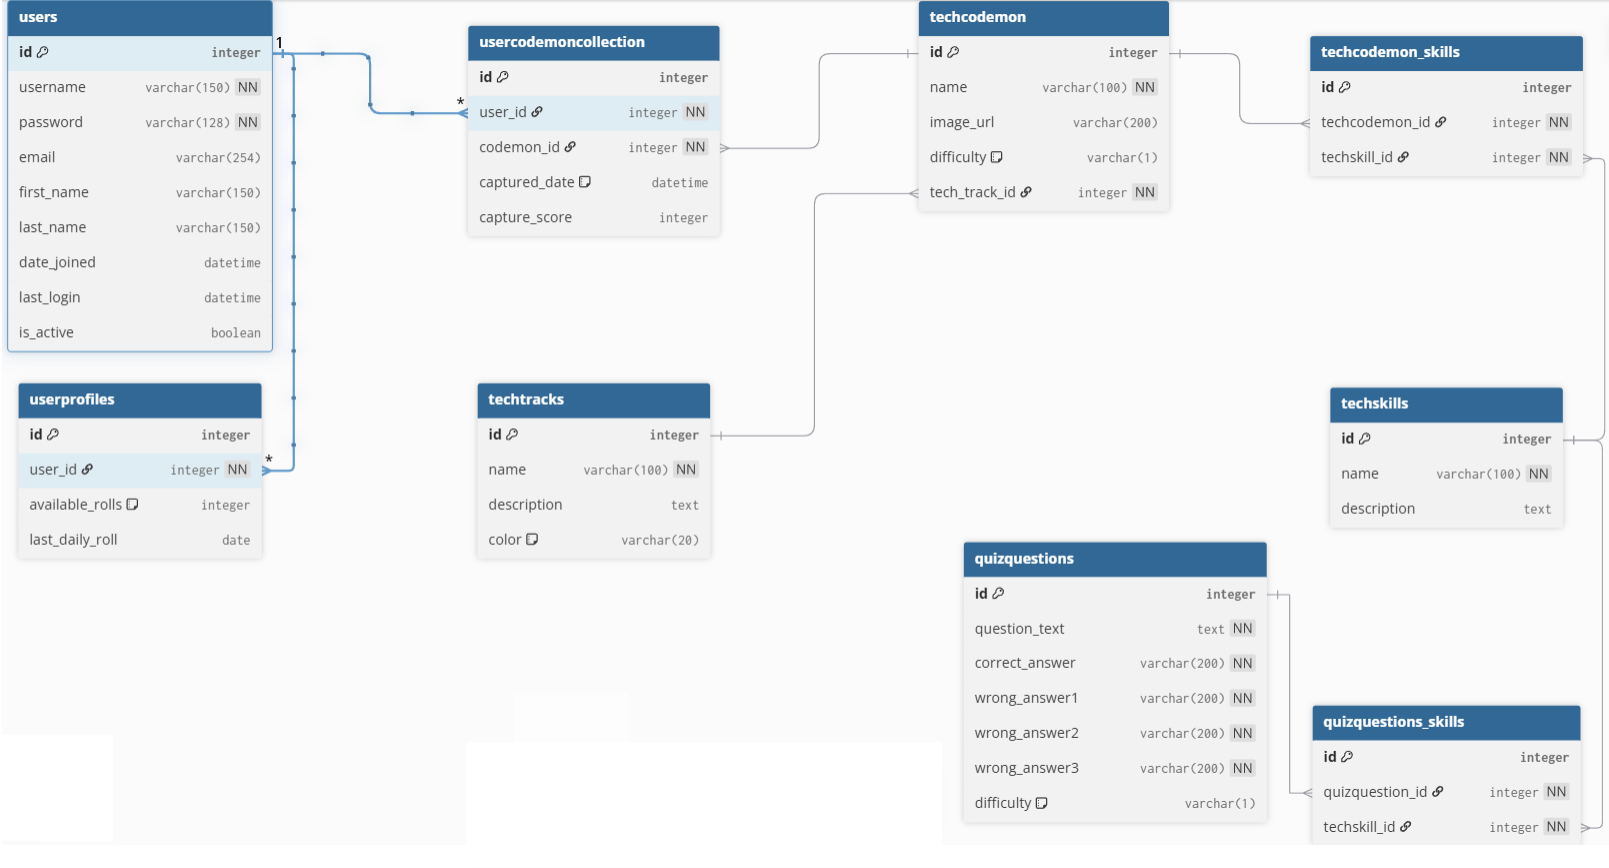 users
id integer
username varchar(150) NN
password varchar(128) NN
email varchar(254)
first_name varchar(150)
last_name varchar(150)
date_joined datetime
last_login datetime
is_active boolean
1
*
usercodemoncollection
id integer
user_id integer NN
codemon_id integer NN
captured_date datetime
capture_score integer
techcodemon
id integer
name varchar(100) NN
image_url varchar(200)
difficulty varchar(1)
tech_track_id integer NN
techcodemon_skills
id integer
techcodemon_id integer NN
techskill_id integer NN
userprofiles
id integer
user_id integer NN
available_rolls integer
last_daily_roll date
*
techtracks
id integer
name varchar(100) NN
description text
color varchar(20)
techskills
id integer
name varchar(100) NN
description text
quizquestions
id integer
question_text text NN
correct_answer varchar(200) NN
wrong_answer1 varchar(200) NN
wrong_answer2 varchar(200) NN
wrong_answer3 varchar(200) NN
difficulty varchar(1)
quizquestions_skills
id integer
quizquestion_id integer NN
techskill_id integer NN